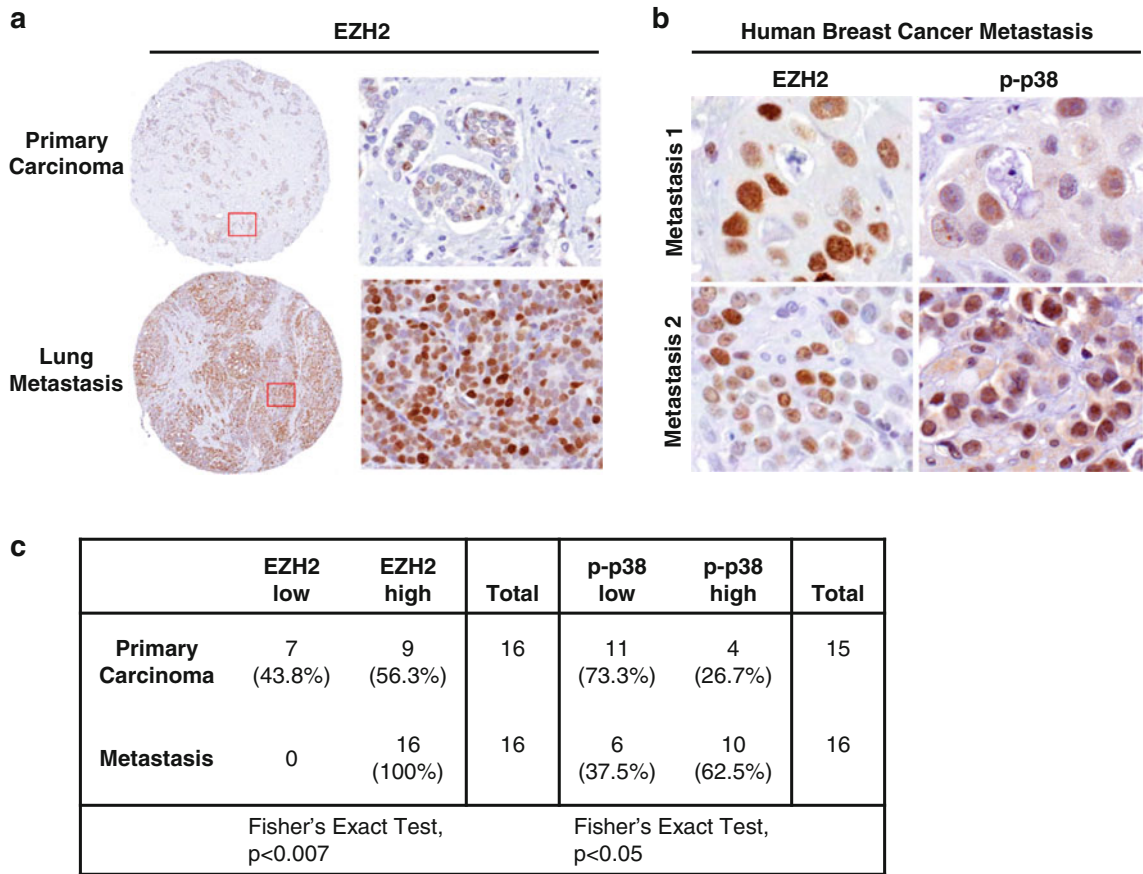 a
EZH2
Primary
Carcinoma
Lung
Metastasis
b
Human Breast Cancer Metastasis
EZH2 p-p38
Metastasis 1
Metastasis 2
c
EZH2 low EZH2 high Total p-p38 low p-p38 high Total
Primary Carcinoma 7 (43.8%) 9 (56.3%) 16 11 (73.3%) 4 (26.7%) 15
Metastasis 0 16 (100%) 16 6 (37.5%) 10 (62.5%) 16
Fisher's Exact Test, p<0.007 Fisher's Exact Test, p<0.05